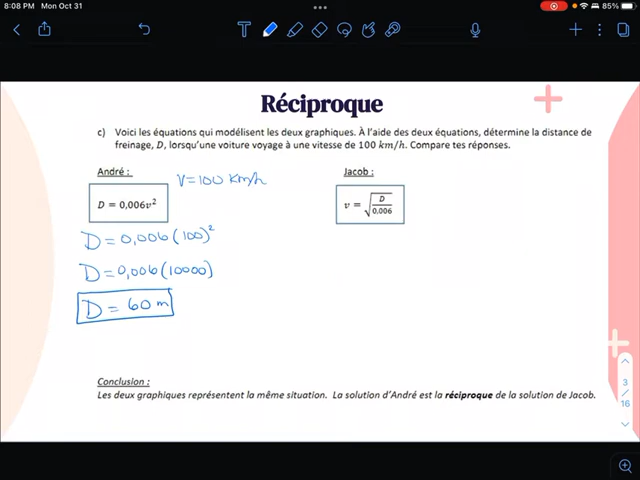 8:08 PM Mon Oct 31
85%
Réciproque
c) Voici les équations qui modélisent les deux graphiques. À l'aide des deux équations, détermine la distance de
freinage, D, lorsqu'une voiture voyage à une vitesse de 100 km/h. Compare tes réponses.
André :
V=100 km/h
Jacob :
D = 0,006v²
v = √(D/0,006)
D = 0,006(100)²
D = 0,006(10000)
D = 60 m
Conclusion :
Les deux graphiques représentent la même situation. La solution d'André est la réciproque de la solution de Jacob.
3
/
16